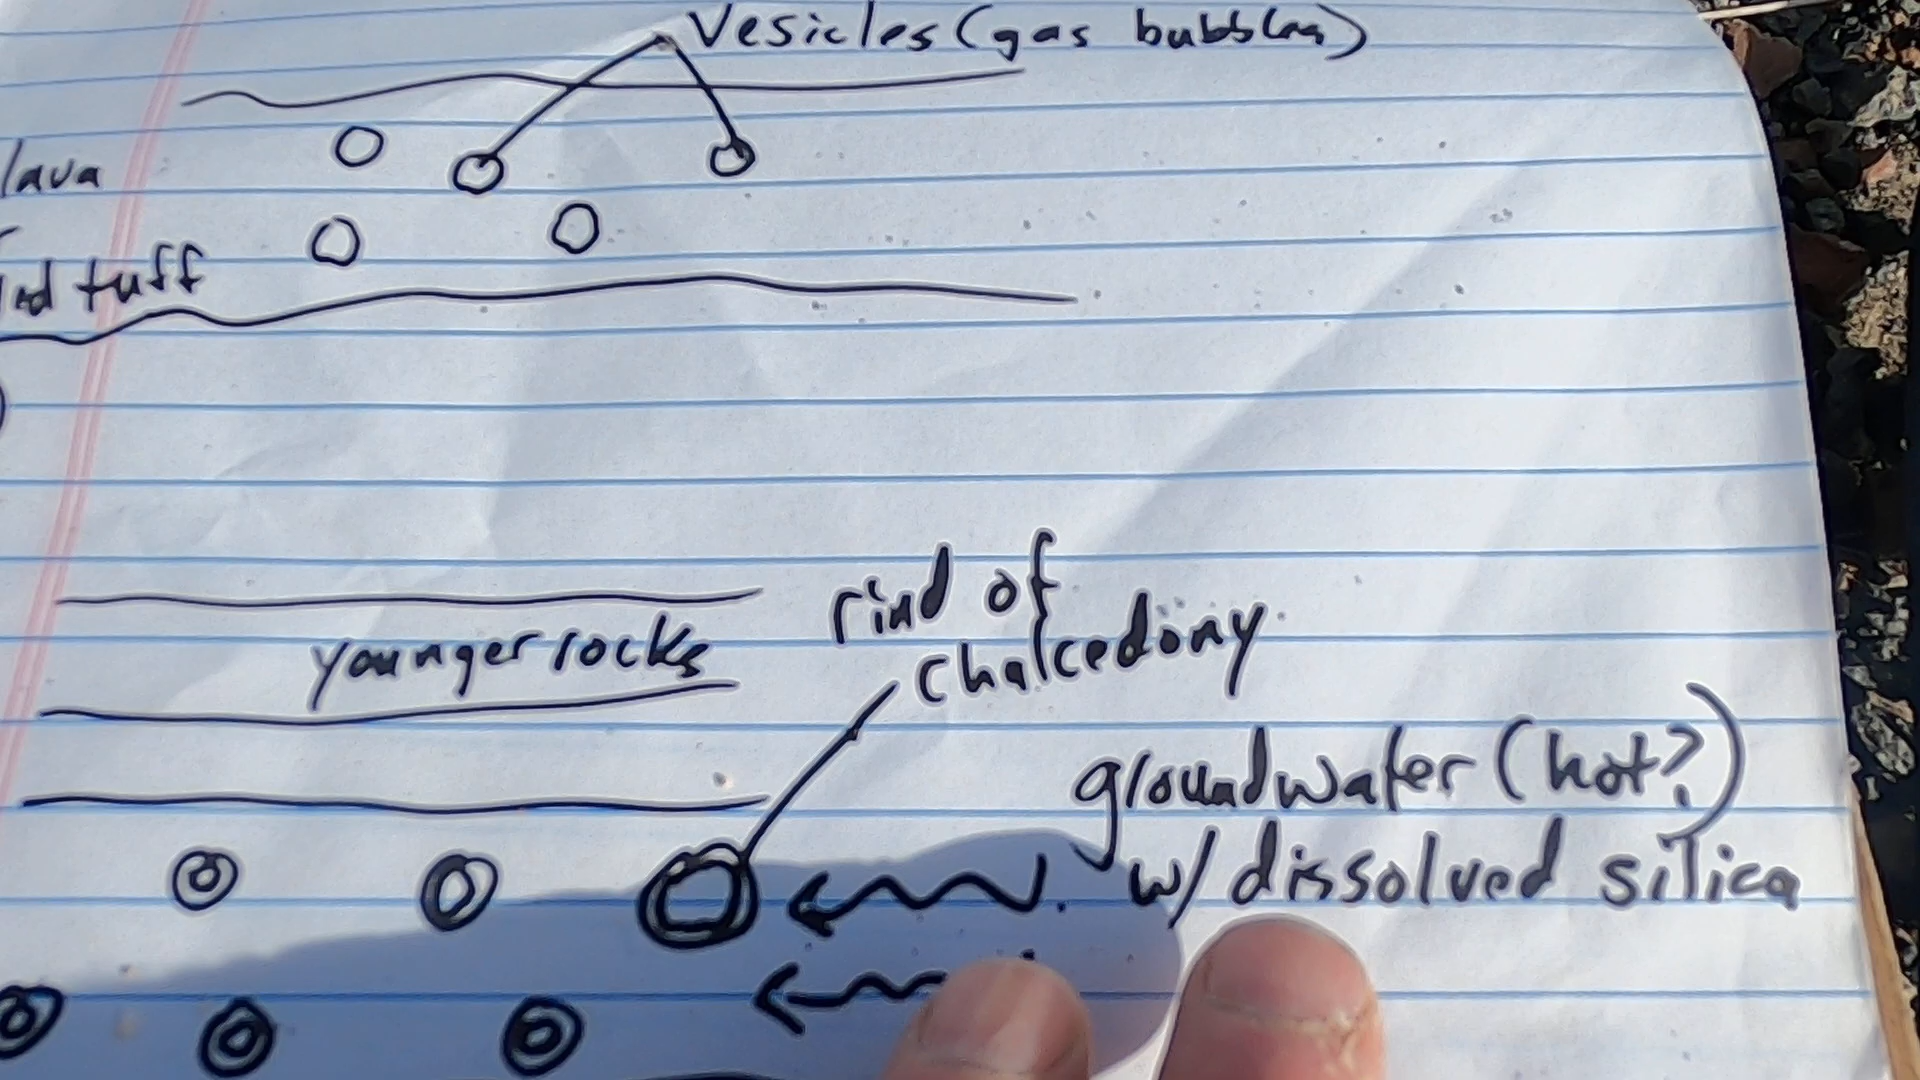 Vesicles (gas bubbles)
lava
tuff
rind of
chalcedony
younger rocks
groundwater (hot?)
w/ dissolved silica